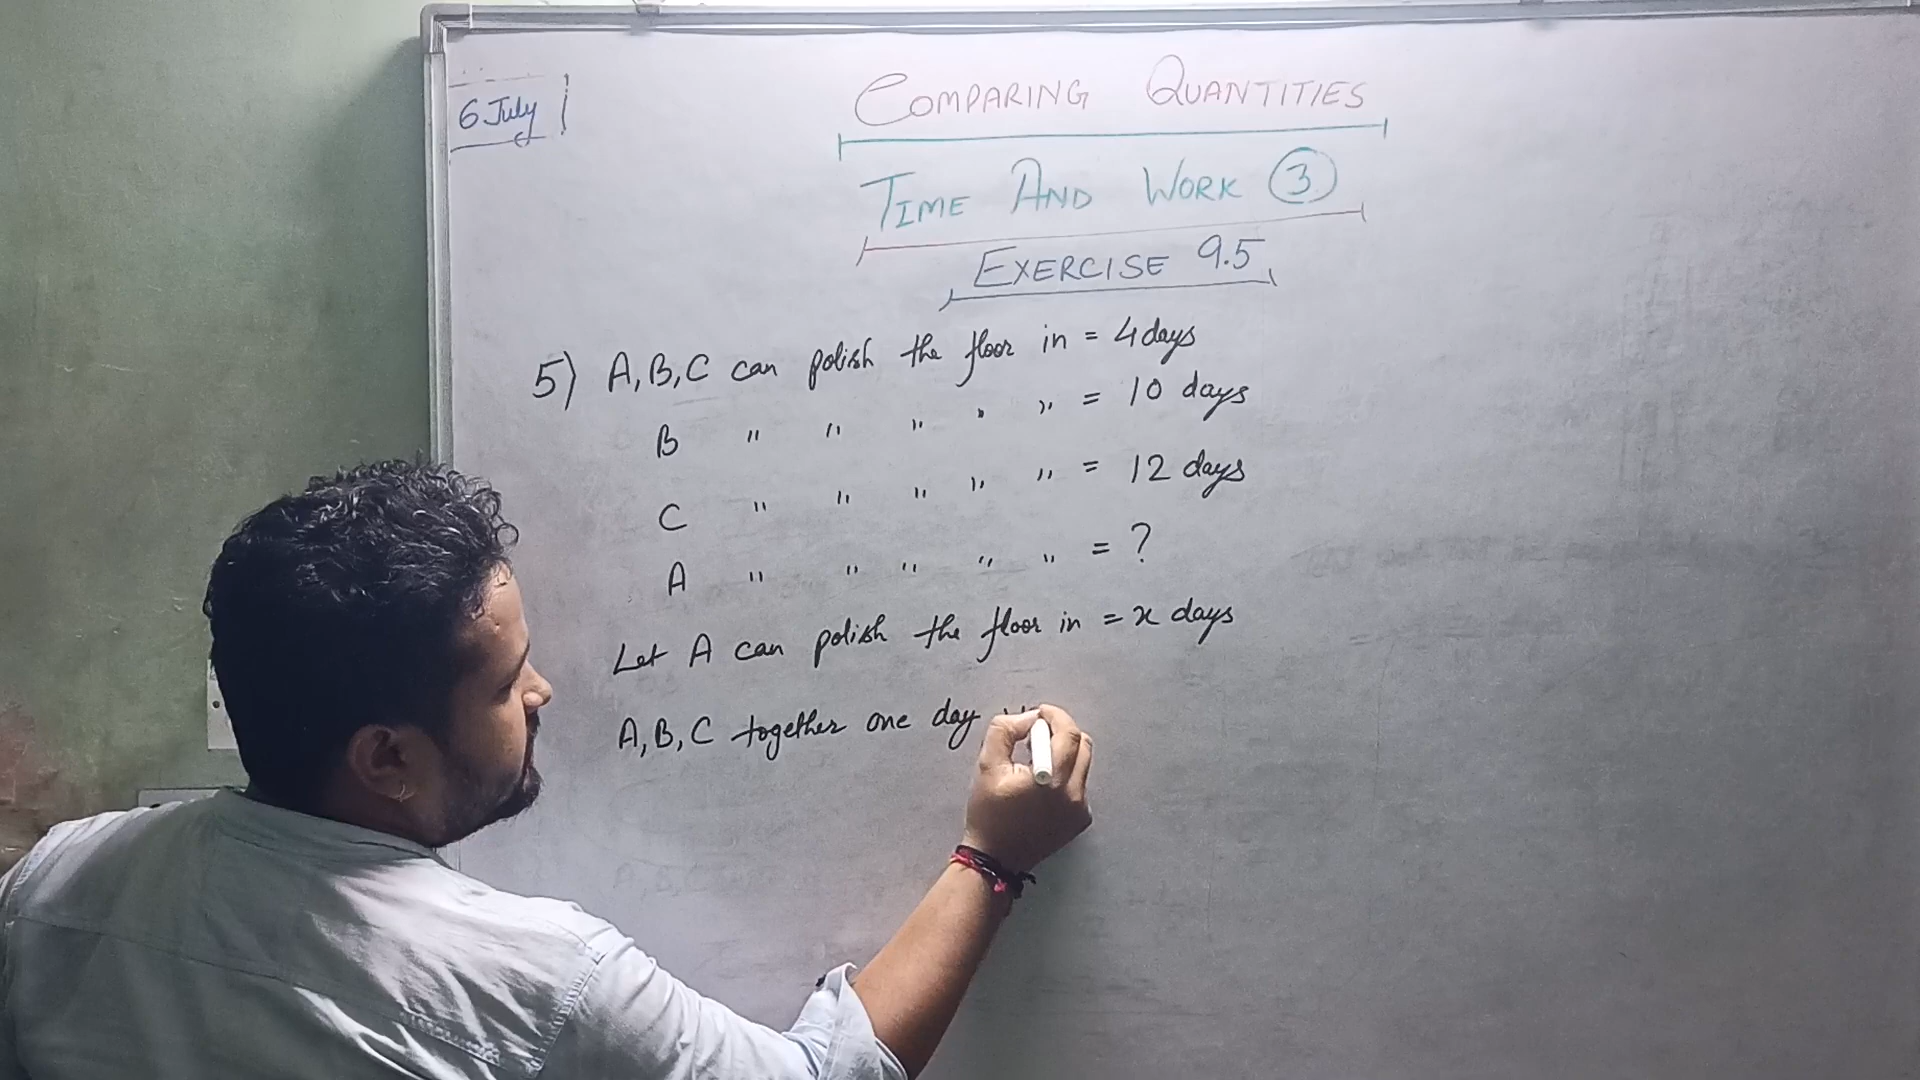 6 July
COMPARING QUANTITIES
TIME AND WORK 3
EXERCISE 9.5
5) A, B, C can polish the floor in = 4 days
B " " " " " = 10 days
C " " " " " = 12 days
A " " " " " = ?
Let A can polish the floor in = x days
A, B, C together one day